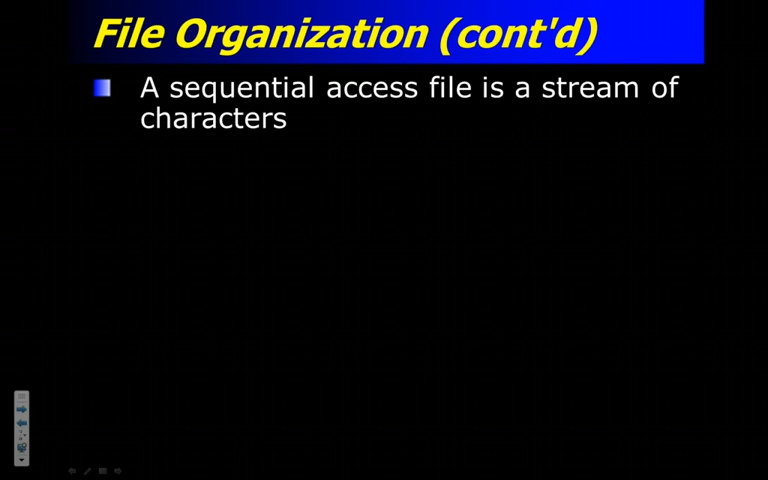 File Organization (cont'd)
A sequential access file is a stream of
characters